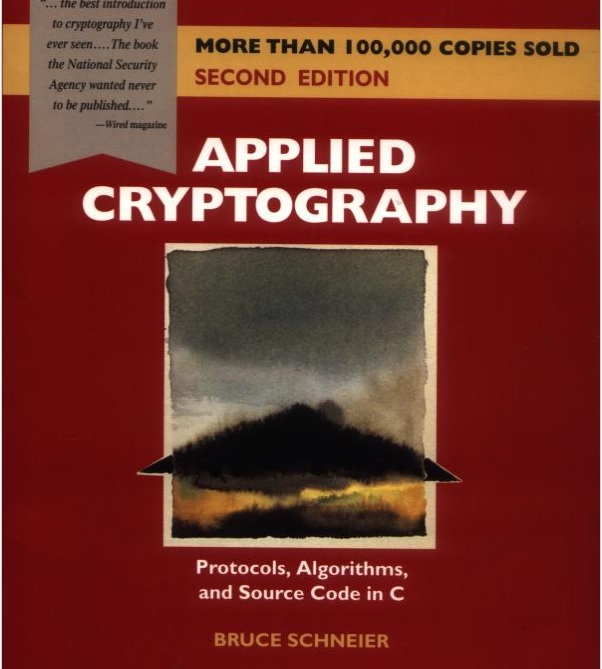 "... the best introduction
to cryptography I've
ever seen.... The book
the National Security
Agency wanted never
to be published...."
—Wired magazine
MORE THAN 100,000 COPIES SOLD
SECOND EDITION
APPLIED
CRYPTOGRAPHY
Protocols, Algorithms,
and Source Code in C
BRUCE SCHNEIER